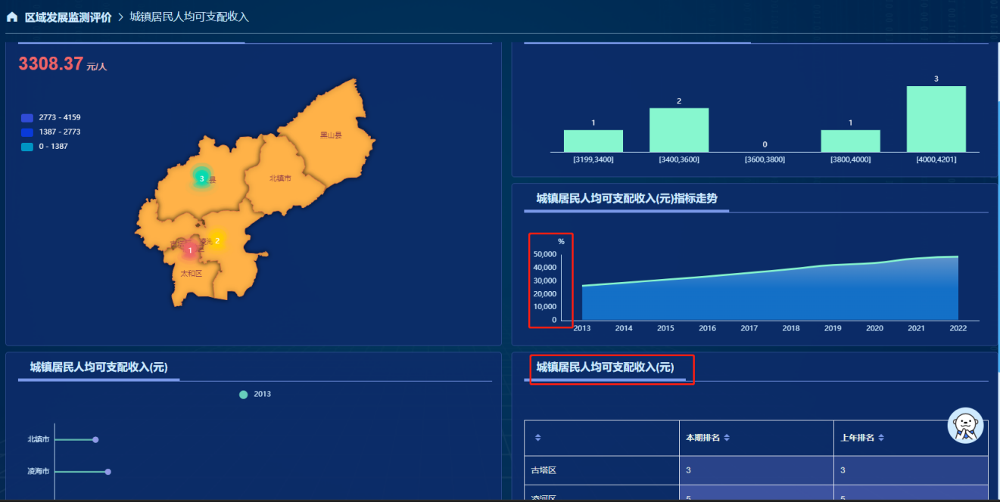 区域发展监测评价 > 城镇居民人均可支配收入
3308.37 元/人
2773 - 4159
1387 - 2773
0 - 1387
黑山县
北镇市
3
县
2
1
太和区
3
2
1
1
0
[3199,3400]
[3400,3600]
[3600,3800]
[3800,4000]
[4000,4201]
城镇居民人均可支配收入(元)指标走势
%
50,000
40,000
30,000
20,000
10,000
0
2013
2014
2015
2016
2017
2018
2019
2020
2021
2022
城镇居民人均可支配收入(元)
2013
北镇市
凌海市
城镇居民人均可支配收入(元)
本期排名
上年排名
古塔区
3
3
凌河区
5
5